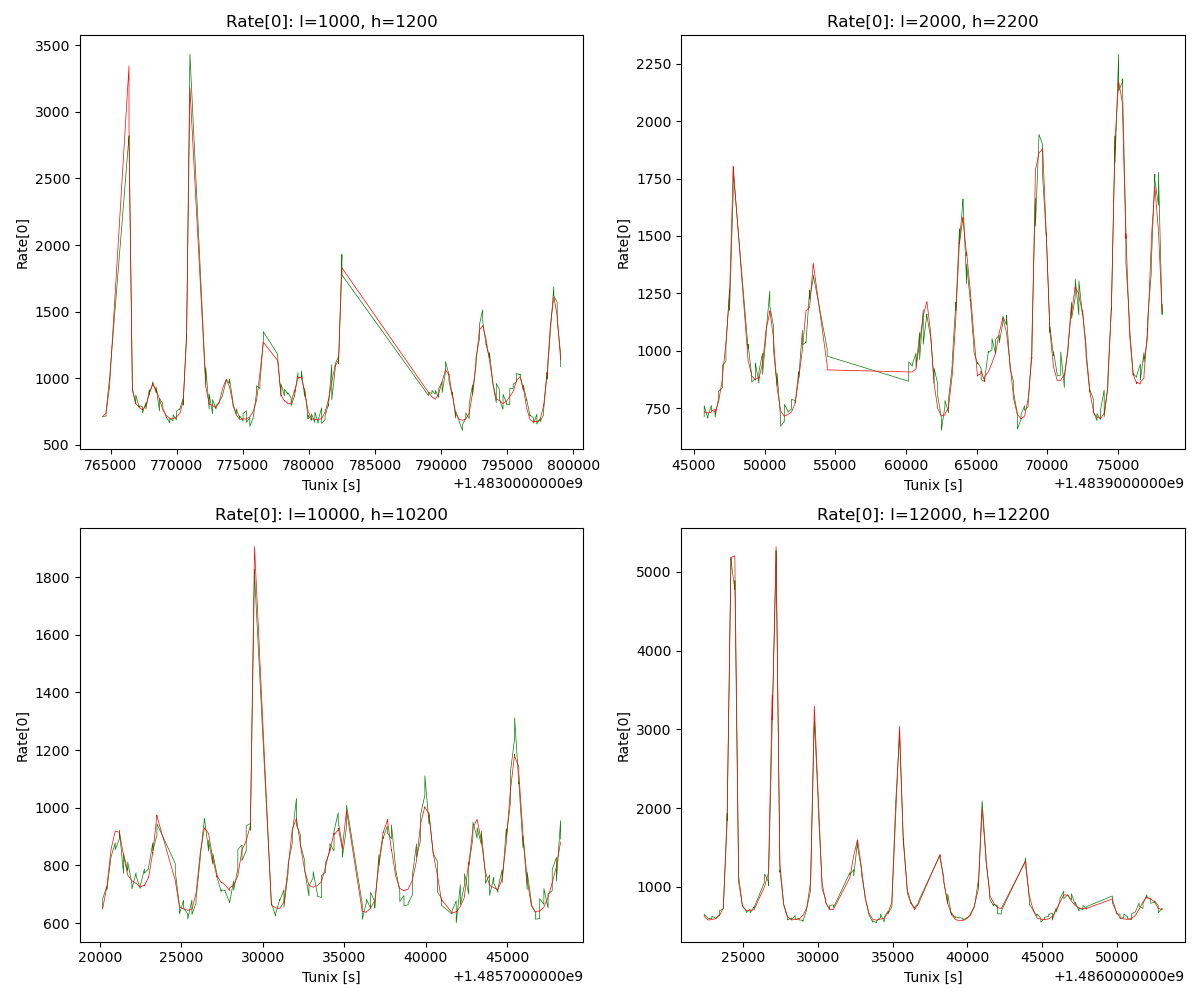 Rate[0]: l=1000, h=1200
3500
3000
2500
2000
1500
1000
500
Rate[0]
765000 770000 775000 780000 785000 790000 795000 800000
Tunix [s]
+1.4830000000e9
Rate[0]: l=2000, h=2200
2250
2000
1750
1500
1250
1000
750
Rate[0]
45000 50000 55000 60000 65000 70000 75000
Tunix [s]
+1.4839000000e9
Rate[0]: l=10000, h=10200
1800
1600
1400
1200
1000
800
600
Rate[0]
20000 25000 30000 35000 40000 45000
Tunix [s]
+1.4857000000e9
Rate[0]: l=12000, h=12200
5000
4000
3000
2000
1000
Rate[0]
25000 30000 35000 40000 45000 50000
Tunix [s]
+1.4860000000e9